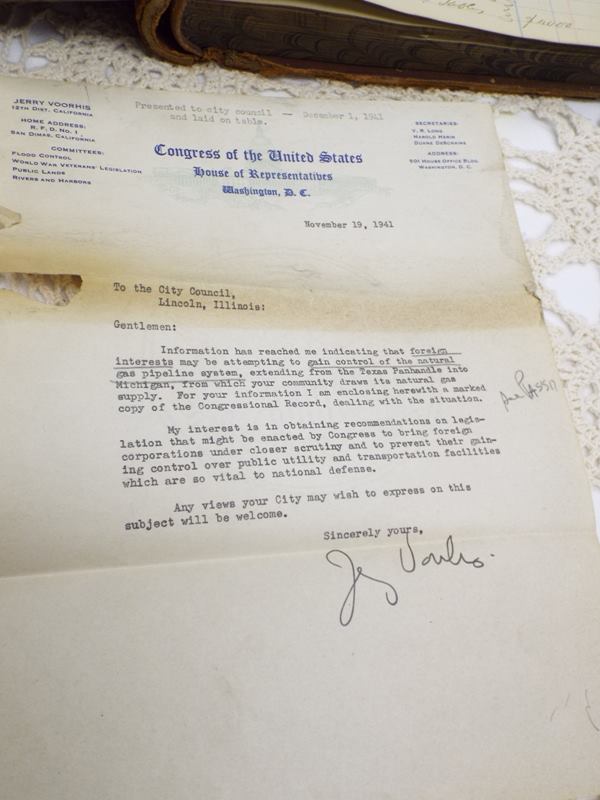 JERRY VOORHIS
12TH DIST. CALIFORNIA
HOME ADDRESS:
R. F. D. NO. 1
SAN DIMAS, CALIFORNIA
COMMITTEES:
FLOOD CONTROL
WORLD WAR VETERANS' LEGISLATION
PUBLIC LANDS
RIVERS AND HARBORS
Presented to city council — December 1, 1941
and laid on table.
SECRETARIES:
V. R. LONG
HAROLD HERIN
DUANE DESCHAINE
ADDRESS:
501 HOUSE OFFICE BLDG.
WASHINGTON, D. C.
Congress of the United States
House of Representatives
Washington, D. C.
November 19, 1941
To the City Council,
Lincoln, Illinois:
Gentlemen:
Information has reached me indicating that foreign
interests may be attempting to gain control of the natural
gas pipeline system, extending from the Texas Panhandle into
Michigan, from which your community draws its natural gas
supply. For your information I am enclosing herewith a marked
copy of the Congressional Record, dealing with the situation.
My interest is in obtaining recommendations on legis-
lation that might be enacted by Congress to bring foreign
corporations under closer scrutiny and to prevent their gain-
ing control over public utility and transportation facilities
which are so vital to national defense.
Any views your City may wish to express on this
subject will be welcome.
Sincerely yours,
Jerry Voorhis.